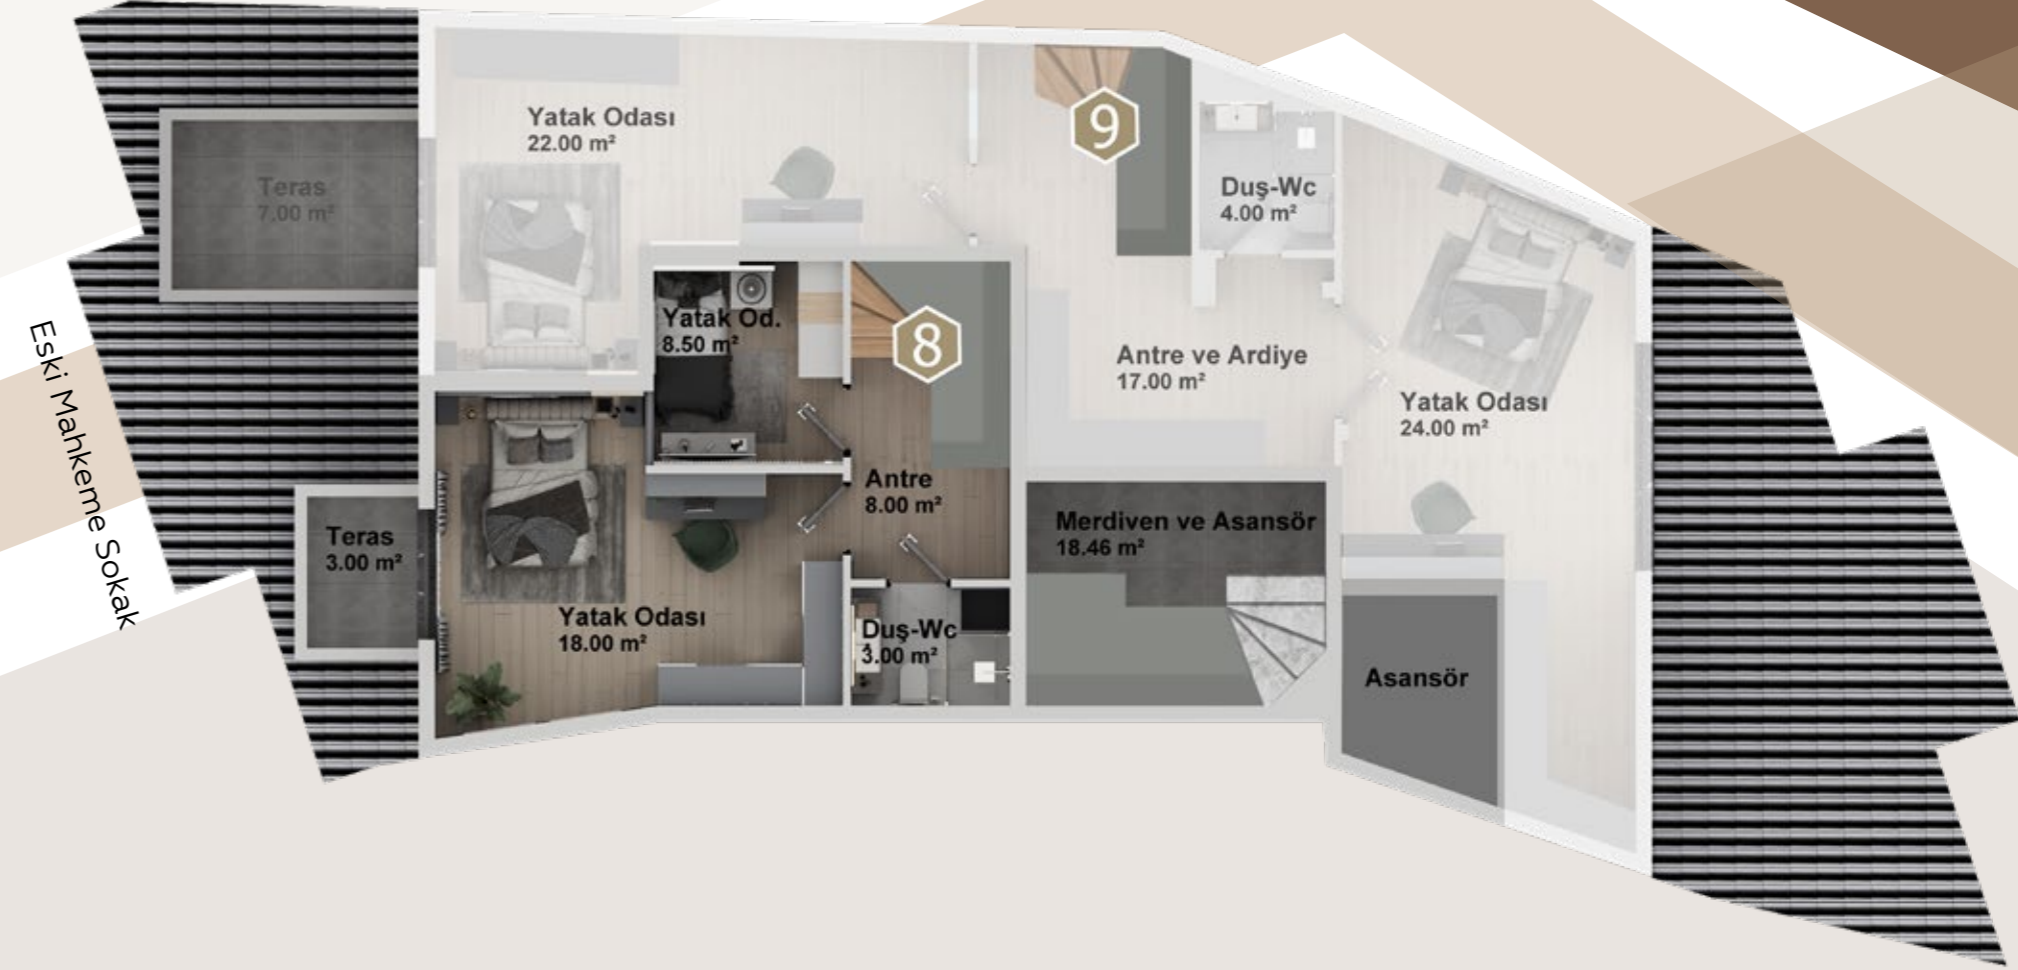 Yatak Odası
22.00 m²
9
Teras
7.00 m²
Duş-Wc
4.00 m²
Yatak Od.
8.50 m²
8
Antre ve Ardiye
17.00 m²
Yatak Odası
24.00 m²
Eski Mahkeme Sokak
Antre
8.00 m²
Teras
3.00 m²
Merdiven ve Asansör
18.46 m²
Yatak Odası
18.00 m²
Duş-Wc
3.00 m²
Asansör